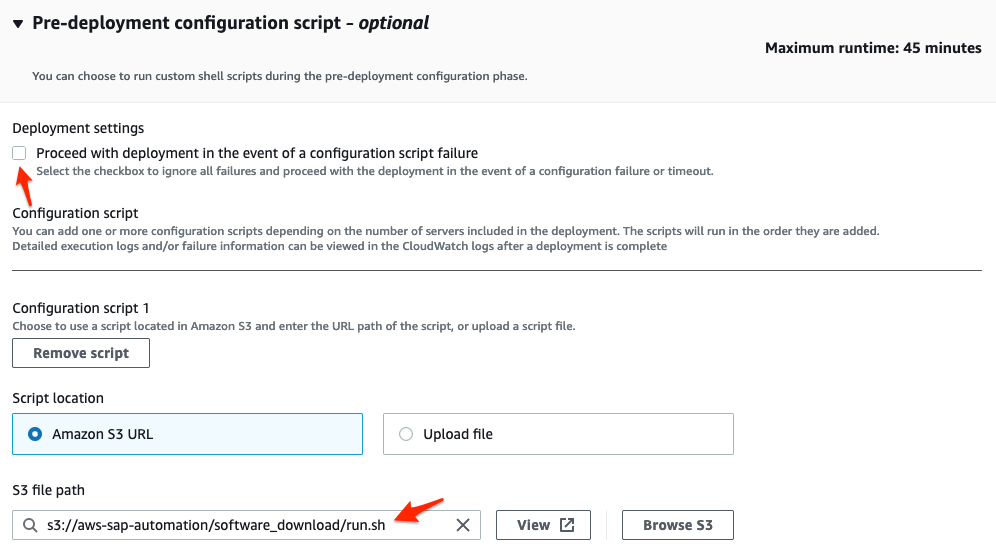 Pre-deployment configuration script - optional
Maximum runtime: 45 minutes
You can choose to run custom shell scripts during the pre-deployment configuration phase.
Deployment settings
Proceed with deployment in the event of a configuration script failure
Select the checkbox to ignore all failures and proceed with the deployment in the event of a configuration failure or timeout.
Configuration script
You can add one or more configuration scripts depending on the number of servers included in the deployment. The scripts will run in the order they are added.
Detailed execution logs and/or failure information can be viewed in the CloudWatch logs after a deployment is complete
Configuration script 1
Choose to use a script located in Amazon S3 and enter the URL path of the script, or upload a script file.
Remove script
Script location
Amazon S3 URL
Upload file
S3 file path
s3://aws-sap-automation/software_download/run.sh
View
Browse S3